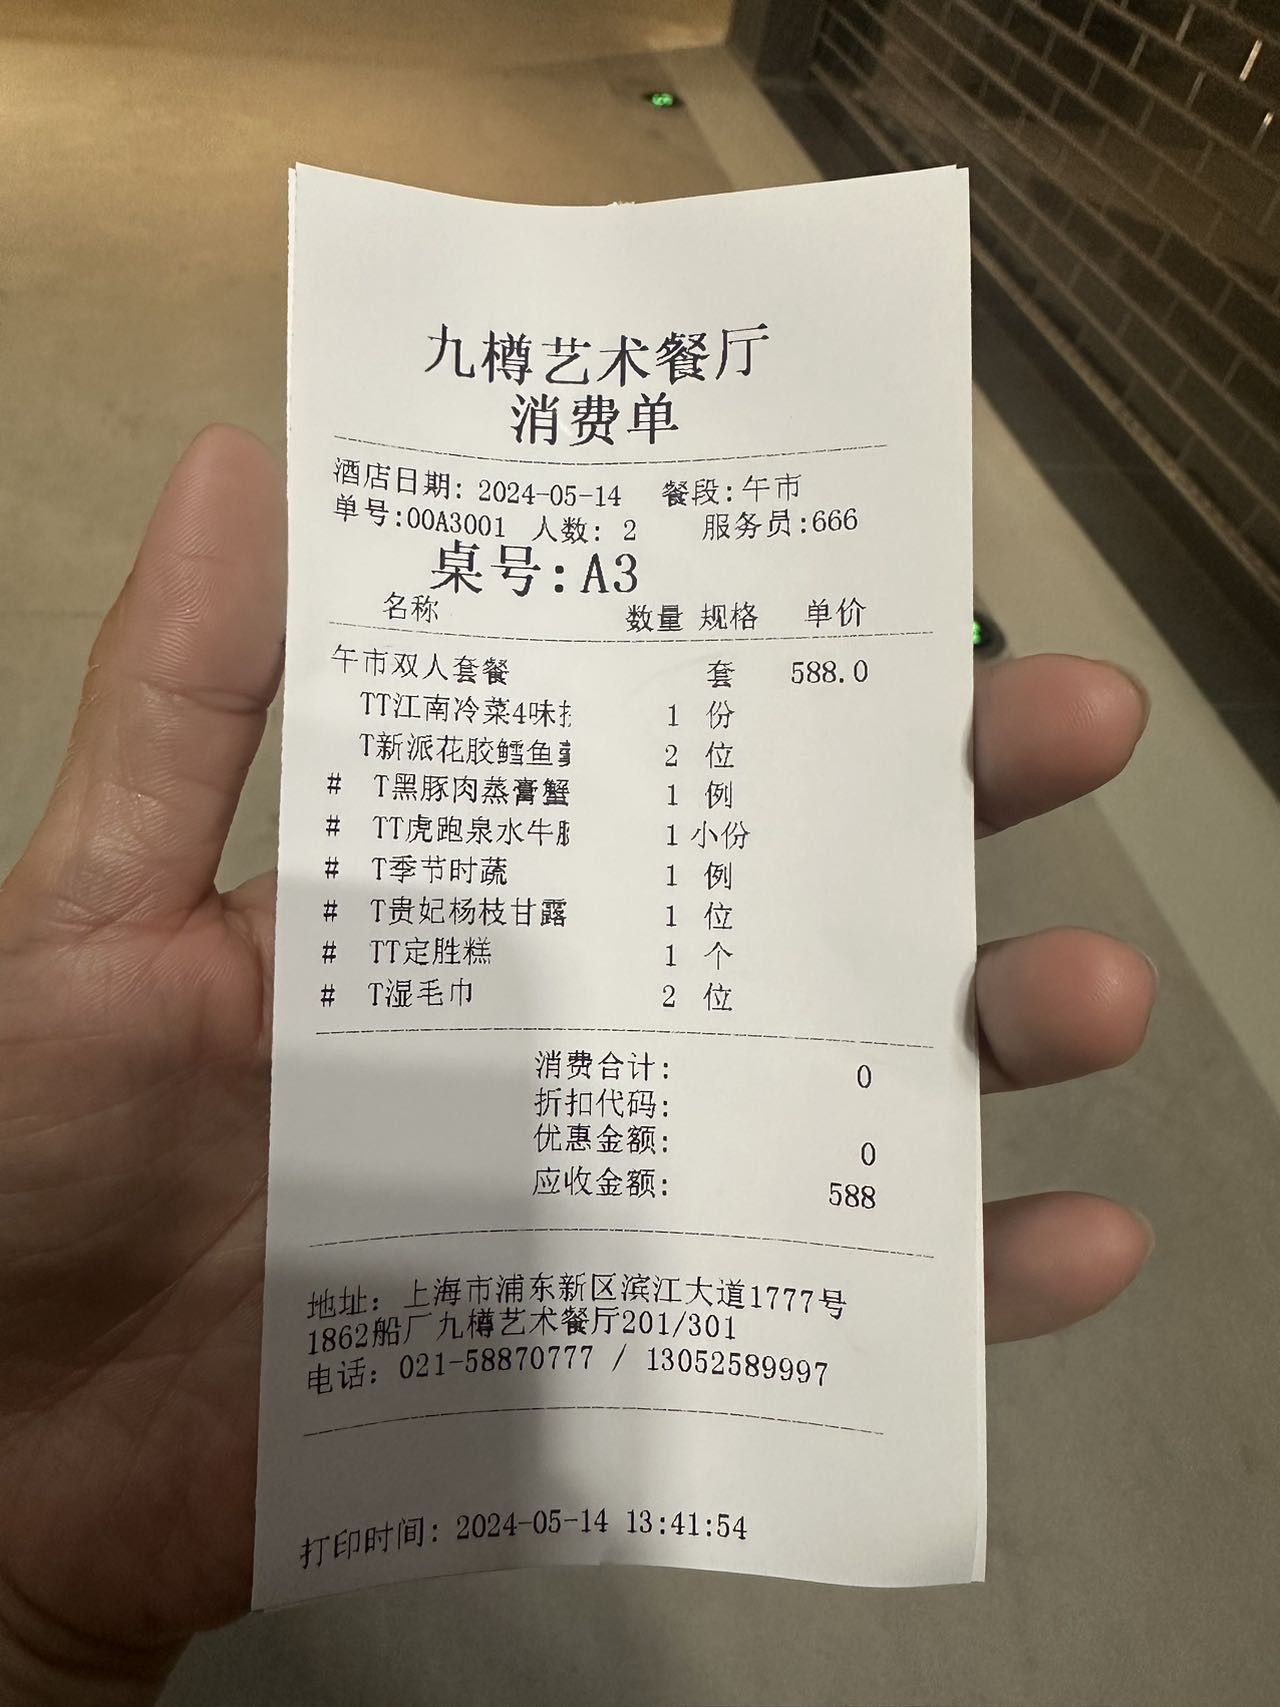 九樽艺术餐厅
消费单
酒店日期: 2024-05-14 餐段:午市
单号:00A3001 人数: 2 服务员:666
桌号:A3
名称 数量 规格 单价
午市双人套餐 套 588.0
TT江南冷菜4味 1 份
T新派花胶鳕鱼 2 位
# T黑豚肉蒸膏蟹 1 例
# TT虎跑泉水牛 1 小份
# T季节时蔬 1 例
# T贵妃杨枝甘露 1 位
# TT定胜糕 1 个
# T湿毛巾 2 位
消费合计: 0
折扣代码:
优惠金额: 0
应收金额: 588
地址: 上海市浦东新区滨江大道1777号
1862船厂九樽艺术餐厅201/301
电话: 021-58870777 / 13052589997
打印时间: 2024-05-14 13:41:54